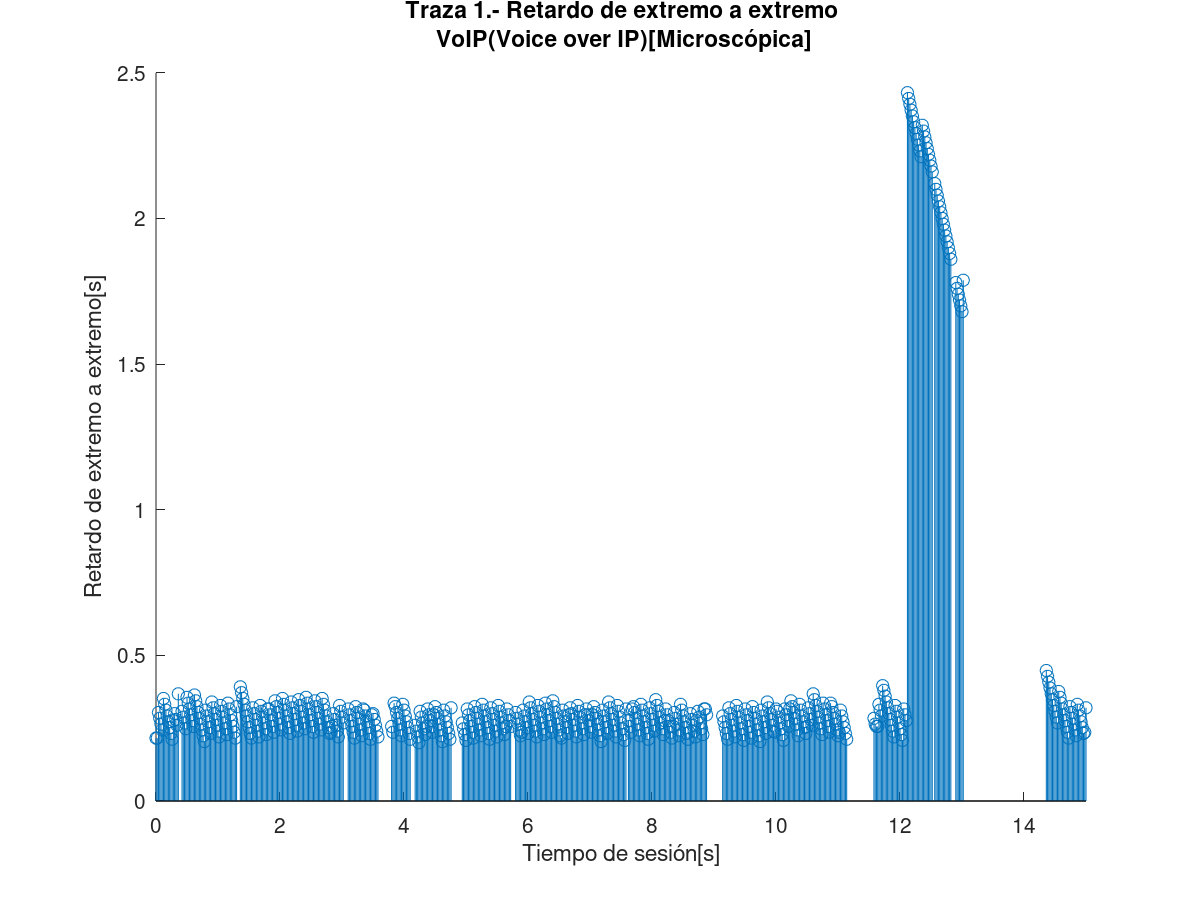 Traza 1.- Retardo de extremo a extremo
VoIP(Voice over IP)[Microscópica]
2.5
2
1.5
1
0.5
0
Retardo de extremo a extremo[s]
0 2 4 6 8 10 12 14
Tiempo de sesión[s]